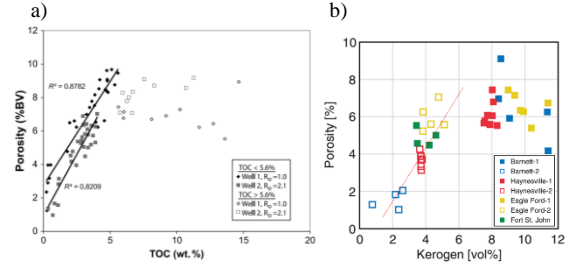 a)
b)
12
10
8
6
4
2
0
Porosity (%BV)
R² = 0.8782
R² = 0.8209
TOC < 5.6%
Well 1, Rₒ =1.0
Well 2, Rₒ =2.1
TOC > 5.6%
Well 1, Rₒ =1.0
Well 2, Rₒ =2.1
0 5 10 15 20
TOC (wt.%)
10
8
6
4
2
0
Porosity [%]
Barnett-1
Barnett-2
Haynesville-1
Haynesville-2
Eagle Ford-1
Eagle Ford-2
Fort St. John
0 2 4 6 8 10 12
Kerogen [vol%]